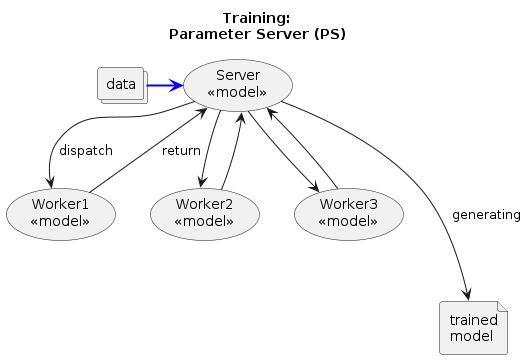 Training:
Parameter Server (PS)
data
Server
«model»
dispatch
return
Worker1
«model»
Worker2
«model»
Worker3
«model»
generating
trained
model